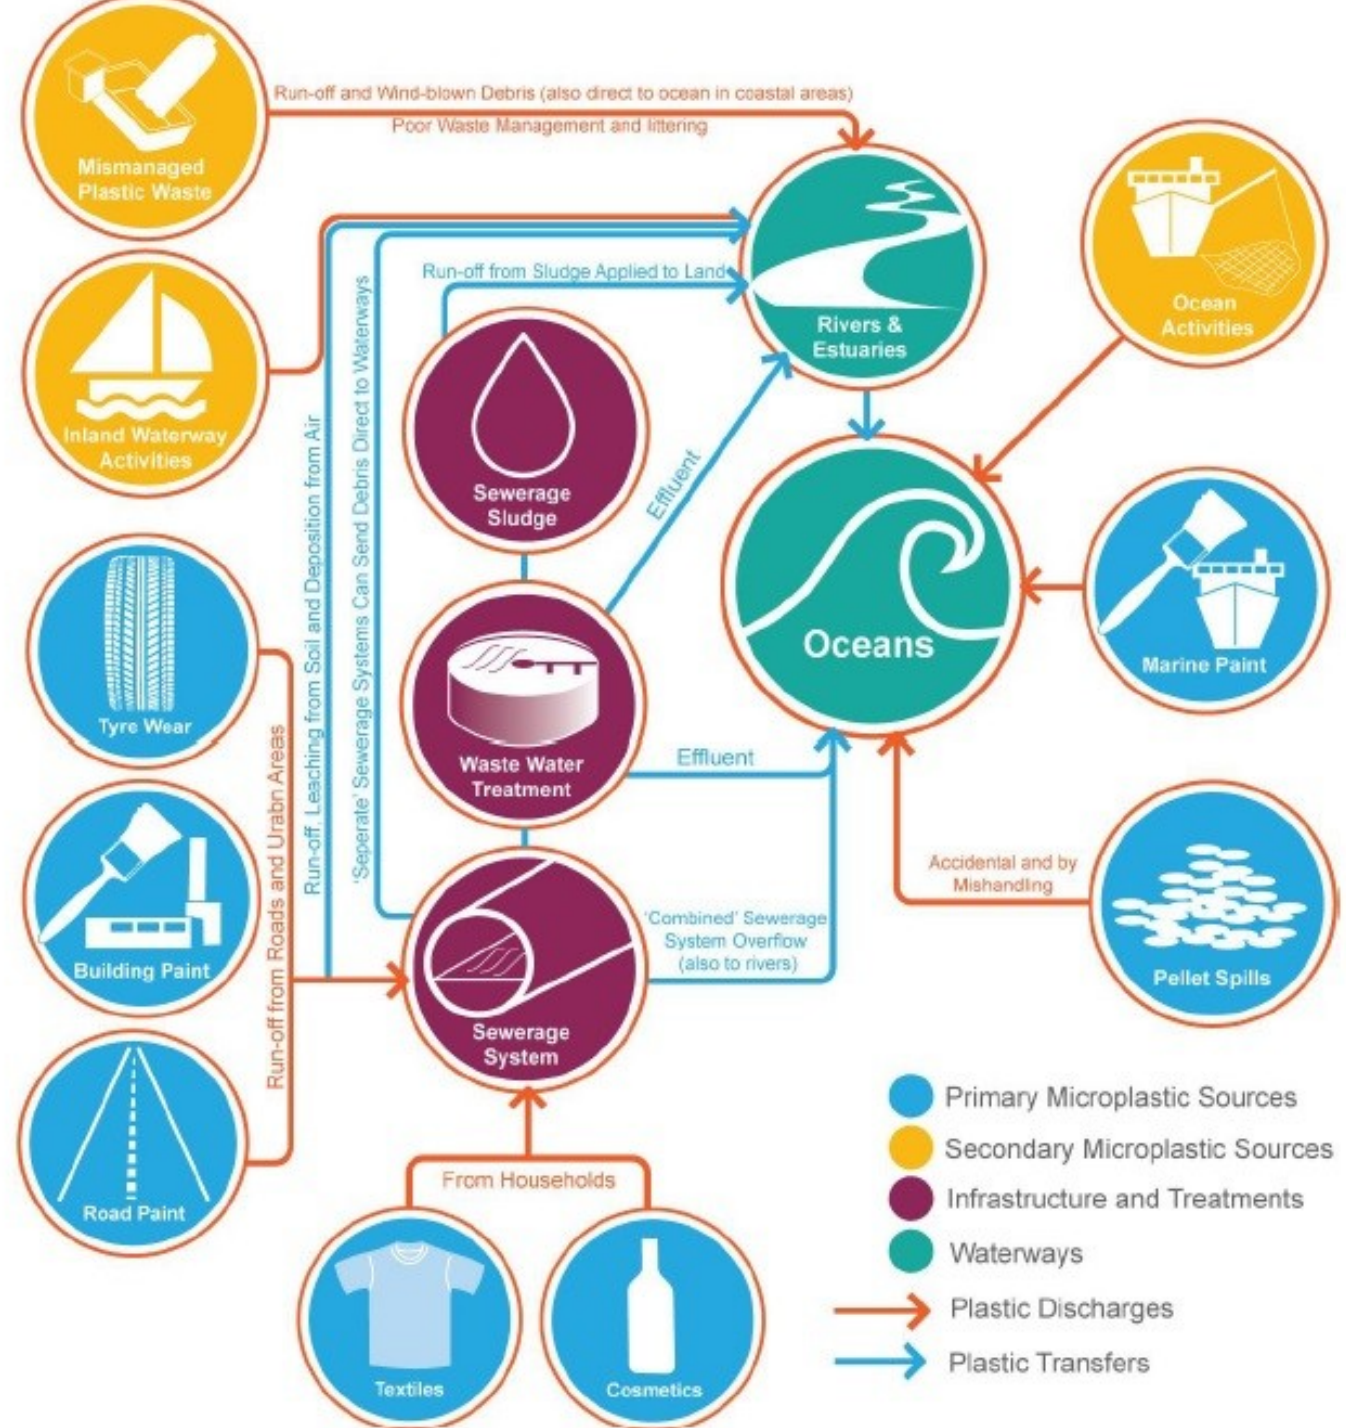 Run-off and Wind-blown Debris (also direct to ocean in coastal areas)
Poor Waste Management and littering
Mismanaged
Plastic Waste
Inland Waterway
Activities
Run-off from Sludge Applied to Land
Rivers &
Estuaries
Ocean
Activities
Sewerage
Sludge
Effluent
Run-off, Leaching from Soil and Deposition from Air
'Seperate' Sewerage Systems Can Send Debris Direct to Waterways
Oceans
Marine Paint
Tyre Wear
Waste Water
Treatment
Effluent
Run-off from Roads and Urabn Areas
Building Paint
Accidental and by
Mishandling
'Combined' Sewerage
System Overflow
(also to rivers)
Pellet Spills
Sewerage
System
Road Paint
From Households
Textiles
Cosmetics
Primary Microplastic Sources
Secondary Microplastic Sources
Infrastructure and Treatments
Waterways
Plastic Discharges
Plastic Transfers